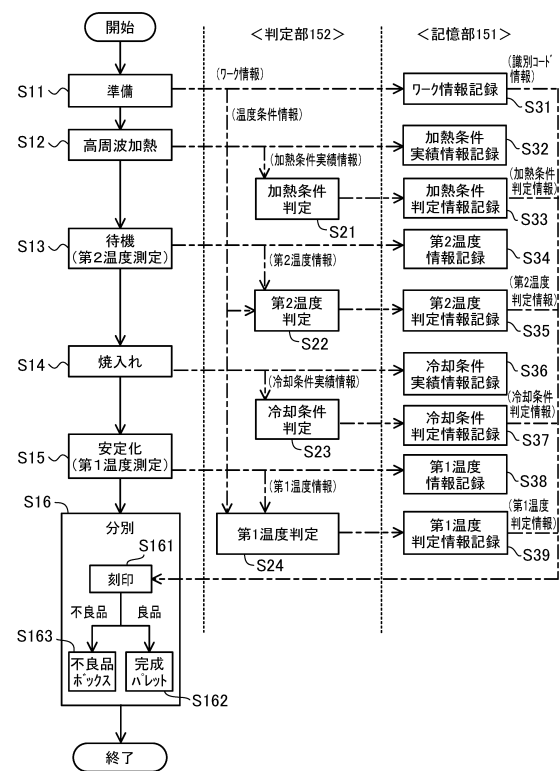 開始
<判定部152>
<記憶部151>
(ワーク情報)
(識別コード
情報)
S11
準備
ワーク情報記録
S31
(温度条件情報)
S12
高周波加熱
加熱条件
実績情報記録
S32
(加熱条件実績情報)
(加熱条件
判定情報)
加熱条件
判定
S21
加熱条件
判定情報記録
S33
S13
待機
(第2温度測定)
第2温度
情報記録
S34
(第2温度情報)
(第2温度
判定情報)
第2温度
判定
S22
第2温度
判定情報記録
S35
S14
焼入れ
冷却条件
実績情報記録
S36
(冷却条件実績情報)
(冷却条件
判定情報)
冷却条件
判定
S23
冷却条件
判定情報記録
S37
S15
安定化
(第1温度測定)
第1温度
情報記録
S38
(第1温度情報)
(第1温度
判定情報)
S16
分別
第1温度判定
S24
第1温度
判定情報記録
S39
S161
刻印
不良品
良品
S163
不良品
ボックス
完成
パレット
S162
終了